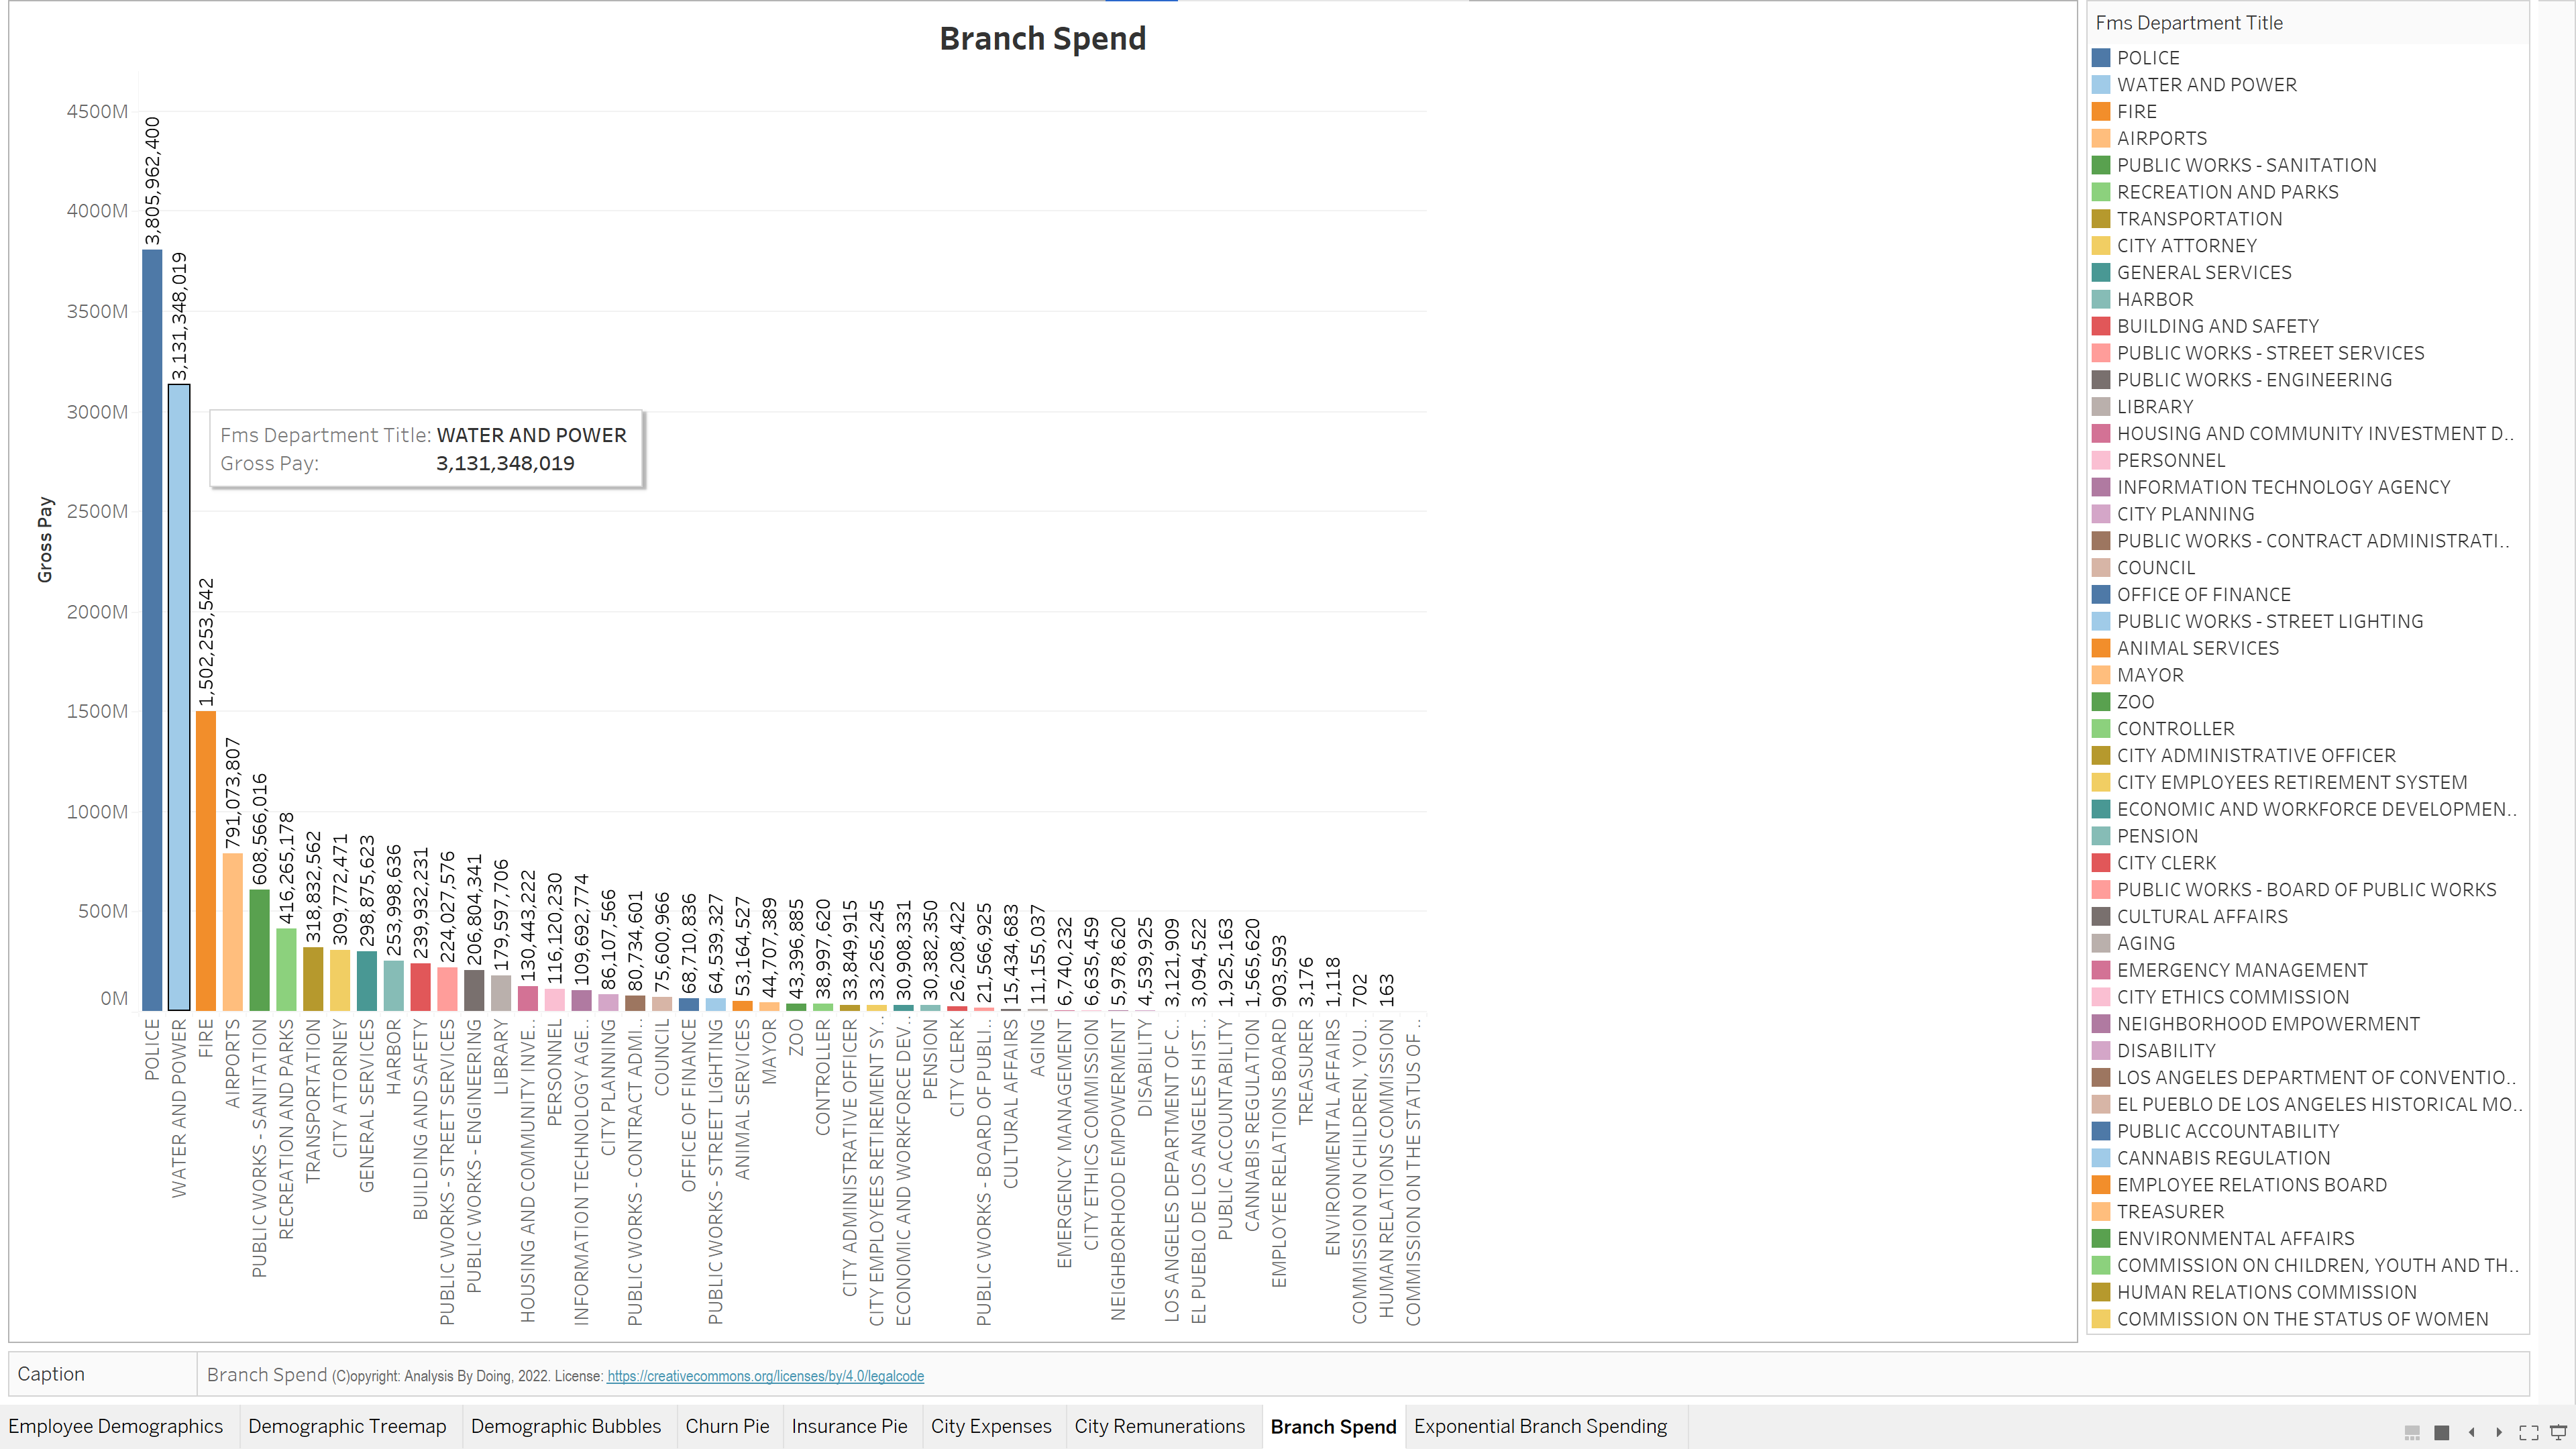 Branch Spend
Gross Pay
4500M
4000M
3500M
3000M
2500M
2000M
1500M
1000M
500M
0M
3,805,962,400
3,131,348,019
1,502,253,542
791,073,807
608,566,016
416,265,178
318,832,562
309,772,471
298,875,623
253,998,636
239,932,231
224,027,576
206,804,341
179,597,706
130,443,222
116,120,230
109,692,774
86,107,566
80,734,601
75,600,966
68,710,836
64,539,327
53,164,527
44,707,389
43,396,885
38,997,620
33,849,915
33,265,245
30,908,331
30,382,350
26,208,422
21,566,925
15,434,683
11,155,037
6,740,232
6,635,459
5,978,620
4,539,925
3,121,909
3,094,522
1,925,163
1,565,620
903,593
3,176
1,118
702
163
Fms Department Title: WATER AND POWER
Gross Pay: 3,131,348,019
POLICE
WATER AND POWER
FIRE
AIRPORTS
PUBLIC WORKS - SANITATION
RECREATION AND PARKS
TRANSPORTATION
CITY ATTORNEY
GENERAL SERVICES
HARBOR
BUILDING AND SAFETY
PUBLIC WORKS - STREET SERVICES
PUBLIC WORKS - ENGINEERING
LIBRARY
HOUSING AND COMMUNITY INVE..
PERSONNEL
INFORMATION TECHNOLOGY AGE..
CITY PLANNING
PUBLIC WORKS - CONTRACT ADMI..
COUNCIL
OFFICE OF FINANCE
PUBLIC WORKS - STREET LIGHTING
ANIMAL SERVICES
MAYOR
ZOO
CONTROLLER
CITY ADMINISTRATIVE OFFICER
CITY EMPLOYEES RETIREMENT SY..
ECONOMIC AND WORKFORCE DEV..
PENSION
CITY CLERK
PUBLIC WORKS - BOARD OF PUBLI..
CULTURAL AFFAIRS
AGING
EMERGENCY MANAGEMENT
CITY ETHICS COMMISSION
NEIGHBORHOOD EMPOWERMENT
DISABILITY
LOS ANGELES DEPARTMENT OF C..
EL PUEBLO DE LOS ANGELES HIST..
PUBLIC ACCOUNTABILITY
CANNABIS REGULATION
EMPLOYEE RELATIONS BOARD
TREASURER
ENVIRONMENTAL AFFAIRS
COMMISSION ON CHILDREN, YOU..
HUMAN RELATIONS COMMISSION
COMMISSION ON THE STATUS OF ..
Fms Department Title
POLICE
WATER AND POWER
FIRE
AIRPORTS
PUBLIC WORKS - SANITATION
RECREATION AND PARKS
TRANSPORTATION
CITY ATTORNEY
GENERAL SERVICES
HARBOR
BUILDING AND SAFETY
PUBLIC WORKS - STREET SERVICES
PUBLIC WORKS - ENGINEERING
LIBRARY
HOUSING AND COMMUNITY INVESTMENT D..
PERSONNEL
INFORMATION TECHNOLOGY AGENCY
CITY PLANNING
PUBLIC WORKS - CONTRACT ADMINISTRATI..
COUNCIL
OFFICE OF FINANCE
PUBLIC WORKS - STREET LIGHTING
ANIMAL SERVICES
MAYOR
ZOO
CONTROLLER
CITY ADMINISTRATIVE OFFICER
CITY EMPLOYEES RETIREMENT SYSTEM
ECONOMIC AND WORKFORCE DEVELOPMEN..
PENSION
CITY CLERK
PUBLIC WORKS - BOARD OF PUBLIC WORKS
CULTURAL AFFAIRS
AGING
EMERGENCY MANAGEMENT
CITY ETHICS COMMISSION
NEIGHBORHOOD EMPOWERMENT
DISABILITY
LOS ANGELES DEPARTMENT OF CONVENTIO..
EL PUEBLO DE LOS ANGELES HISTORICAL MO..
PUBLIC ACCOUNTABILITY
CANNABIS REGULATION
EMPLOYEE RELATIONS BOARD
TREASURER
ENVIRONMENTAL AFFAIRS
COMMISSION ON CHILDREN, YOUTH AND TH..
HUMAN RELATIONS COMMISSION
COMMISSION ON THE STATUS OF WOMEN
Caption
Branch Spend (C)opyright: Analysis By Doing, 2022. License: https://creativecommons.org/licenses/by/4.0/legalcode
Employee Demographics
Demographic Treemap
Demographic Bubbles
Churn Pie
Insurance Pie
City Expenses
City Remunerations
Branch Spend
Exponential Branch Spending